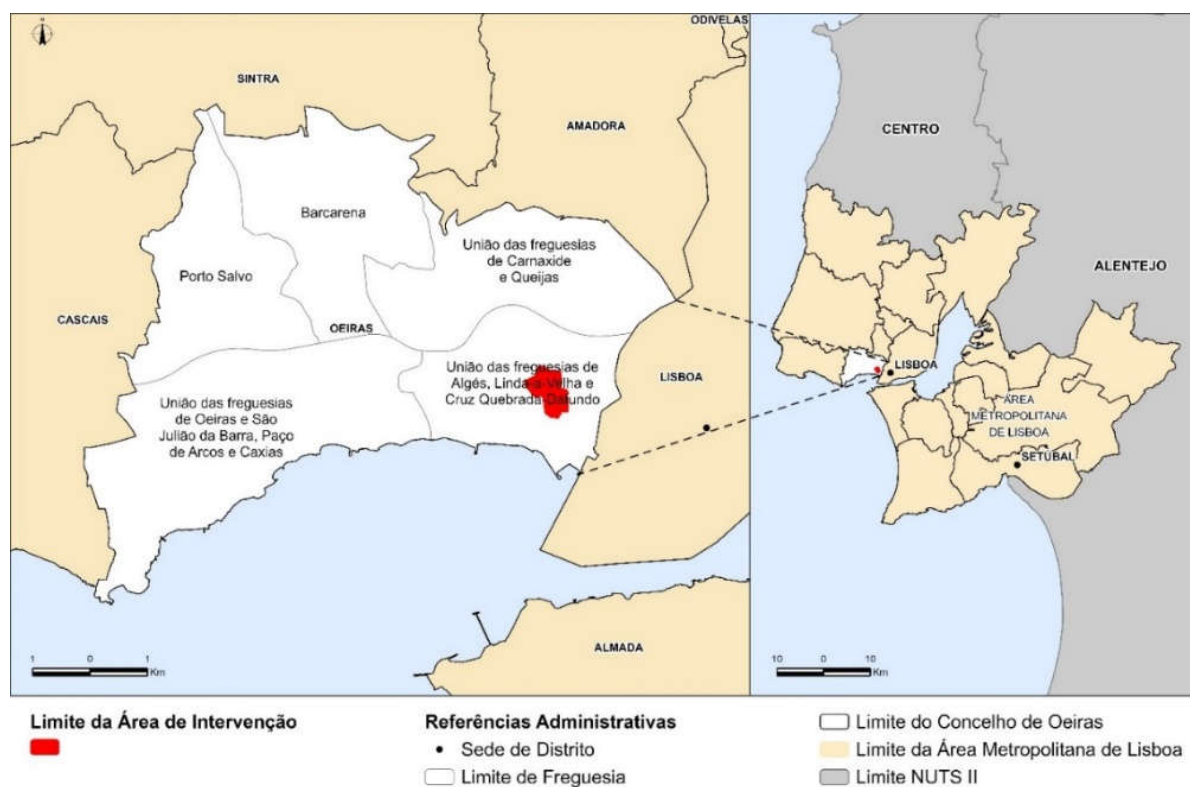 ODIVELAS
SINTRA
AMADORA
Barcarena
União das freguesias
de Carnaxide
e Queijas
Porto Salvo
CASCAIS
OEIRAS
União das freguesias de
Algés, Linda-a-Velha e
Cruz Quebrada-Dafundo
LISBOA
União das freguesias
de Oeiras e São
Julião da Barra, Paço
de Arcos e Caxias
ALMADA
1 0 1
Km
CENTRO
ALENTEJO
LISBOA
ÁREA
METROPOLITANA
DE LISBOA
SETÚBAL
10 0 10
Km
Limite da Área de Intervenção
Referências Administrativas
Sede de Distrito
Limite de Freguesia
Limite do Concelho de Oeiras
Limite da Área Metropolitana de Lisboa
Limite NUTS II